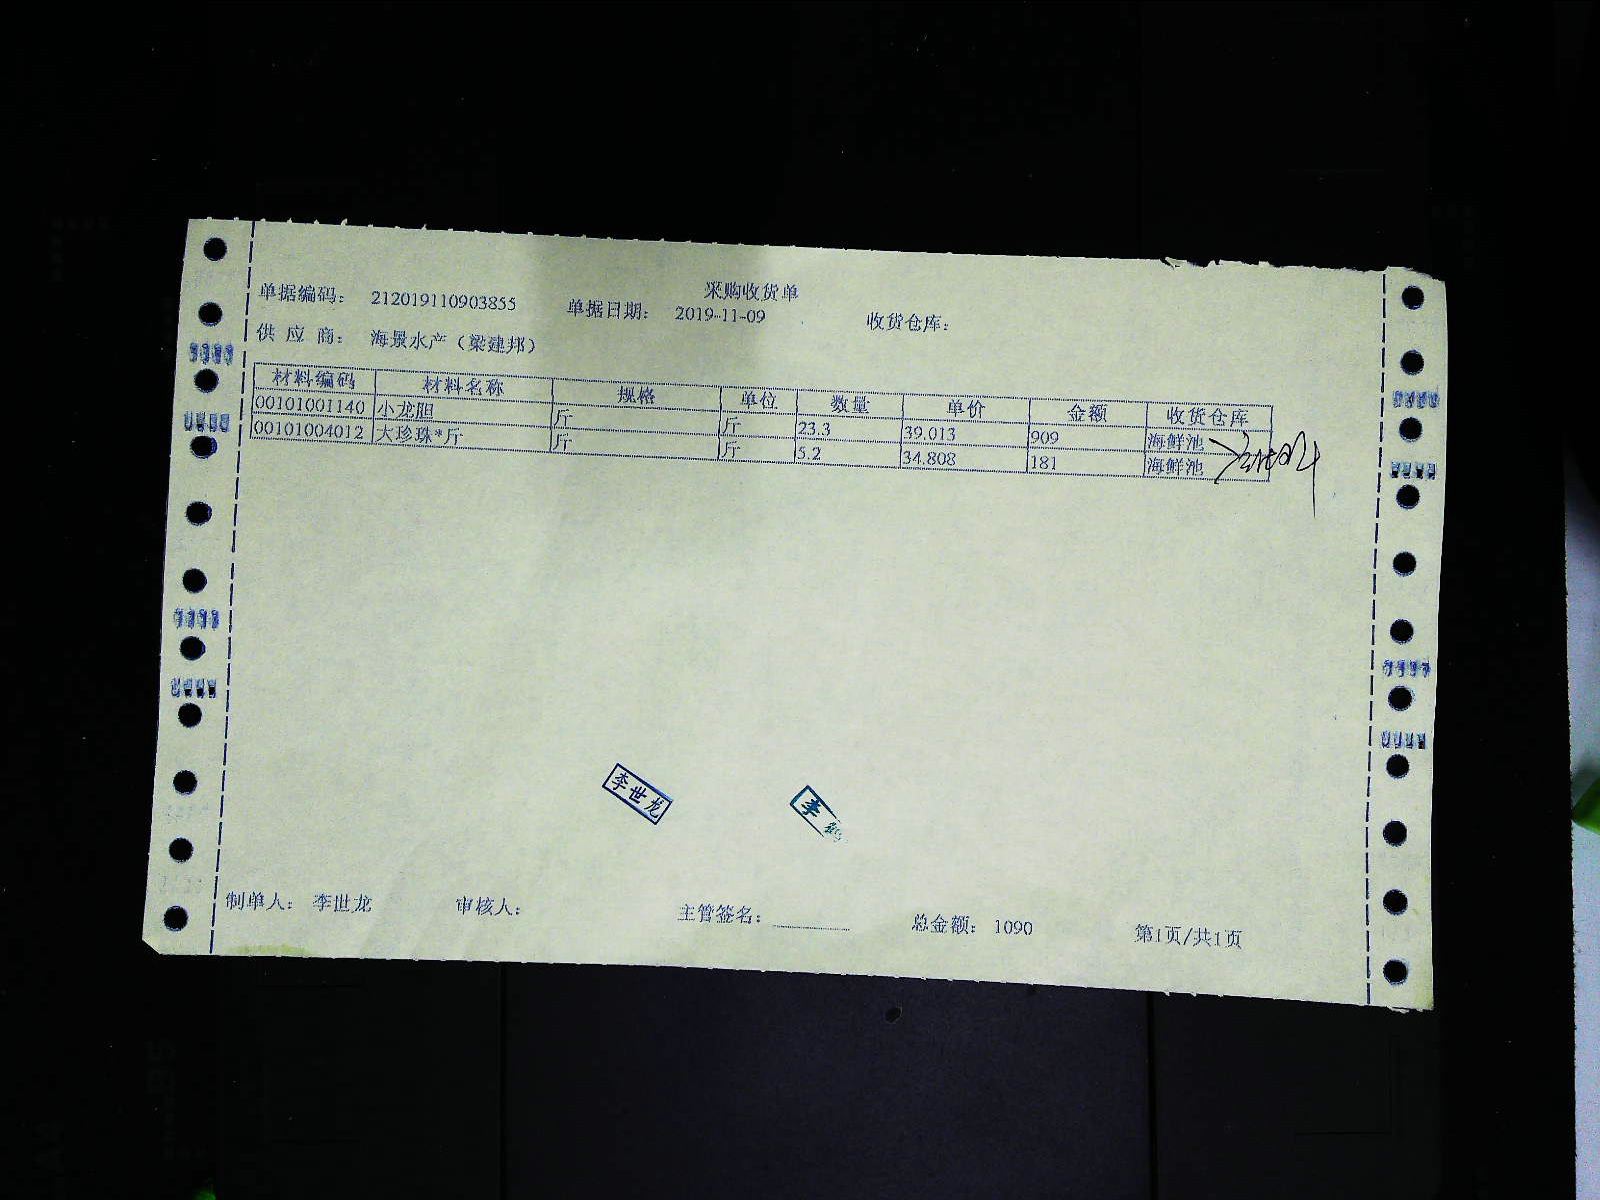 采购收货单
单据编码： 212019110903855 单据日期： 2019-11-09 收货仓库：
供 应 商： 海景水产（梁建邦）
材料编码 材料名称 规格 单位 数量 单价 金额 收货仓库
00101001140 小龙胆 斤 斤 23.3 39.013 909 海鲜池
00101004012 大珍珠*斤 斤 斤 5.2 34.808 181 海鲜池
李世龙
李
制单人： 李世龙 审核人： 主管签名： 总金额： 1090 第1页/共1页